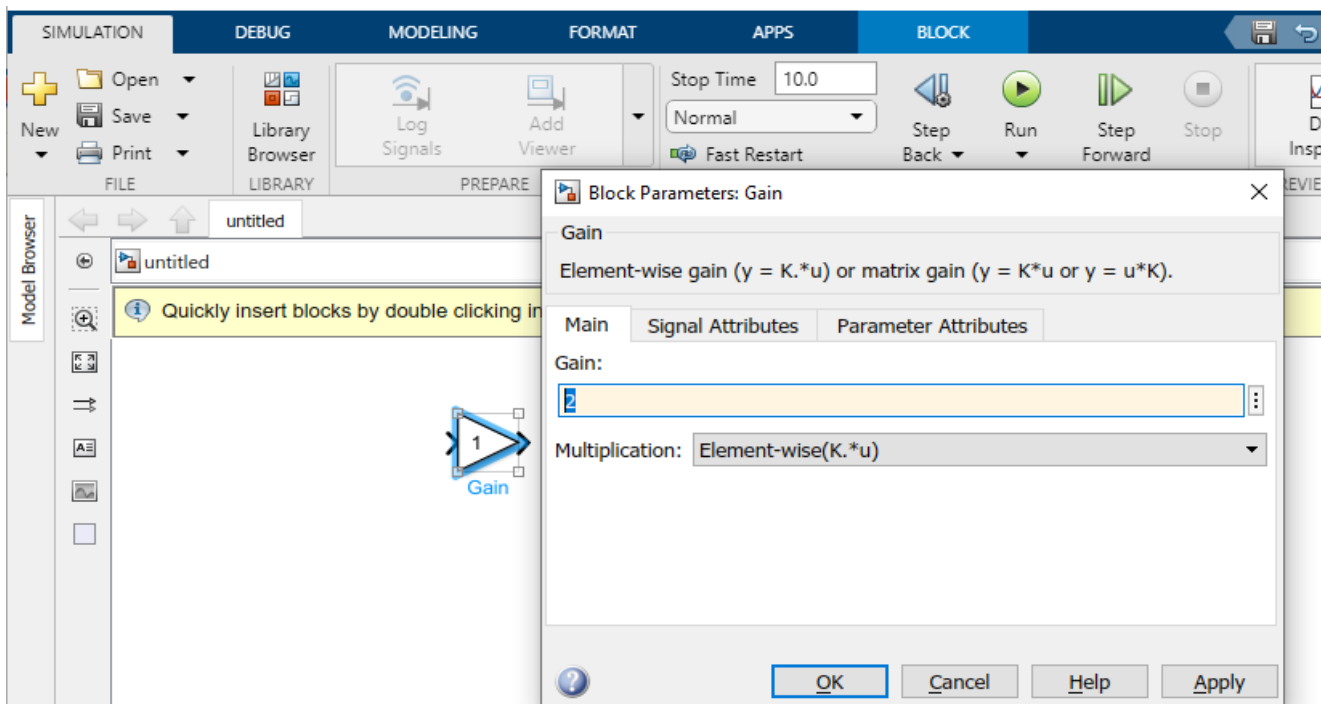 SIMULATION DEBUG MODELING FORMAT APPS BLOCK
New
Open
Save
Print
FILE
Library
Browser
LIBRARY
Log
Signals
Add
Viewer
PREPARE
Stop Time 10.0
Normal
Fast Restart
Step
Back
Run
Step
Forward
Stop
D
Insp
EVIE
Model Browser
untitled
untitled
Quickly insert blocks by double clicking in
1
Gain
Block Parameters: Gain
Gain
Element-wise gain (y = K.*u) or matrix gain (y = K*u or y = u*K).
Main Signal Attributes Parameter Attributes
Gain:
2
Multiplication: Element-wise(K.*u)
OK Cancel Help Apply